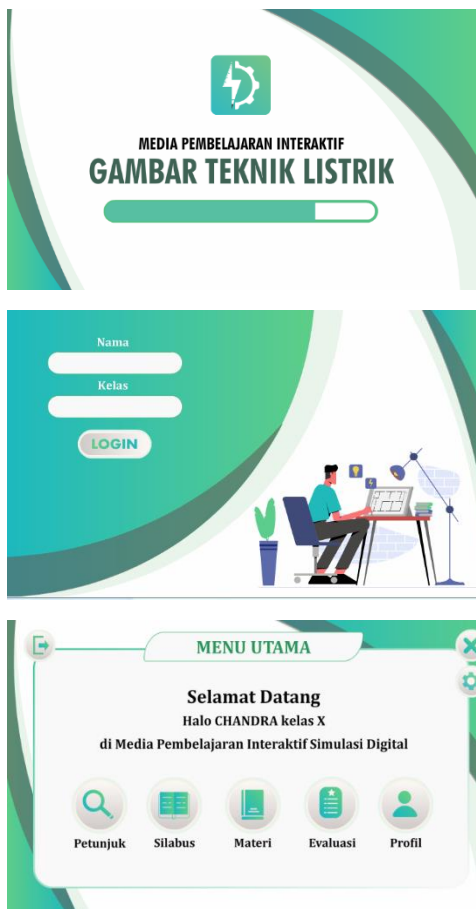 MEDIA PEMBELAJARAN INTERAKTIF
GAMBAR TEKNIK LISTRIK
Nama
Kelas
LOGIN
MENU UTAMA
Selamat Datang
Halo CHANDRA kelas X
di Media Pembelajaran Interaktif Simulasi Digital
Petunjuk Silabus Materi Evaluasi Profil